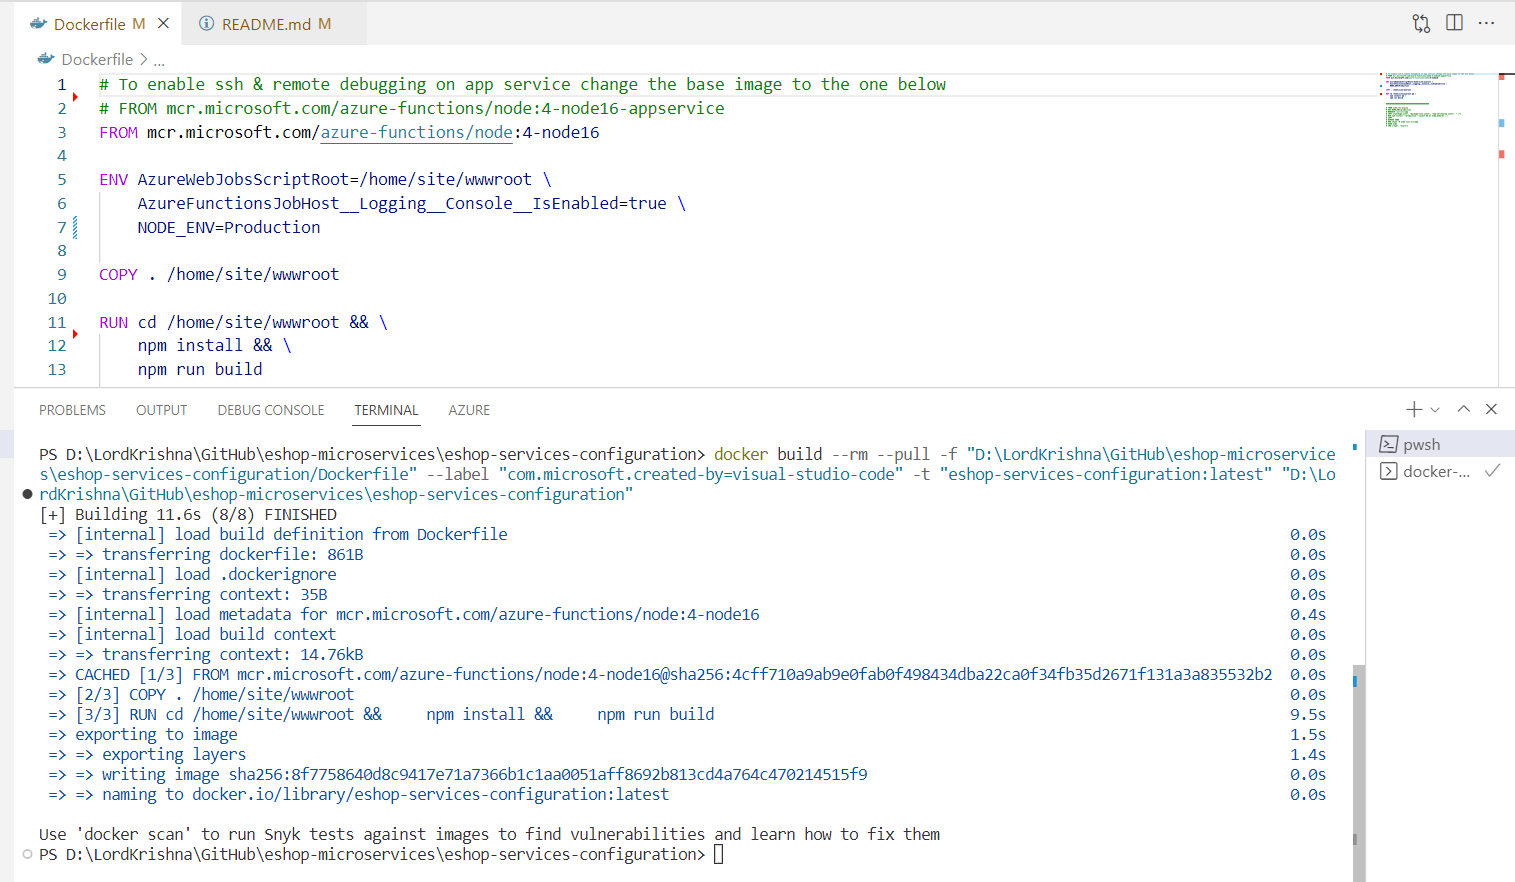 Dockerfile M
README.md M
Dockerfile > ...
1 # To enable ssh & remote debugging on app service change the base image to the one below
2 # FROM mcr.microsoft.com/azure-functions/node:4-node16-appservice
3 FROM mcr.microsoft.com/azure-functions/node:4-node16
4
5 ENV AzureWebJobsScriptRoot=/home/site/wwwroot \
6 AzureFunctionsJobHost__Logging__Console__IsEnabled=true \
7 NODE_ENV=Production
8
9 COPY . /home/site/wwwroot
10
11 RUN cd /home/site/wwwroot && \
12 npm install && \
13 npm run build
PROBLEMS OUTPUT DEBUG CONSOLE TERMINAL AZURE
pwsh
docker-...
PS D:\LordKrishna\GitHub\eshop-microservices\eshop-services-configuration> docker build --rm --pull -f "D:\LordKrishna\GitHub\eshop-microservice
s\eshop-services-configuration/Dockerfile" --label "com.microsoft.created-by=visual-studio-code" -t "eshop-services-configuration:latest" "D:\Lo
rdKrishna\GitHub\eshop-microservices\eshop-services-configuration"
[+] Building 11.6s (8/8) FINISHED
=> [internal] load build definition from Dockerfile 0.0s
=> => transferring dockerfile: 861B 0.0s
=> [internal] load .dockerignore 0.0s
=> => transferring context: 35B 0.0s
=> [internal] load metadata for mcr.microsoft.com/azure-functions/node:4-node16 0.4s
=> [internal] load build context 0.0s
=> => transferring context: 14.76kB 0.0s
=> CACHED [1/3] FROM mcr.microsoft.com/azure-functions/node:4-node16@sha256:4cff710a9ab9e0fab0f498434dba22ca0f34fb35d2671f131a3a835532b2 0.0s
=> [2/3] COPY . /home/site/wwwroot 0.0s
=> [3/3] RUN cd /home/site/wwwroot && npm install && npm run build 9.5s
=> exporting to image 1.5s
=> => exporting layers 1.4s
=> => writing image sha256:8f7758640d8c9417e71a7366b1c1aa0051aff8692b813cd4a764c470214515f9 0.0s
=> => naming to docker.io/library/eshop-services-configuration:latest 0.0s
Use 'docker scan' to run Snyk tests against images to find vulnerabilities and learn how to fix them
PS D:\LordKrishna\GitHub\eshop-microservices\eshop-services-configuration>